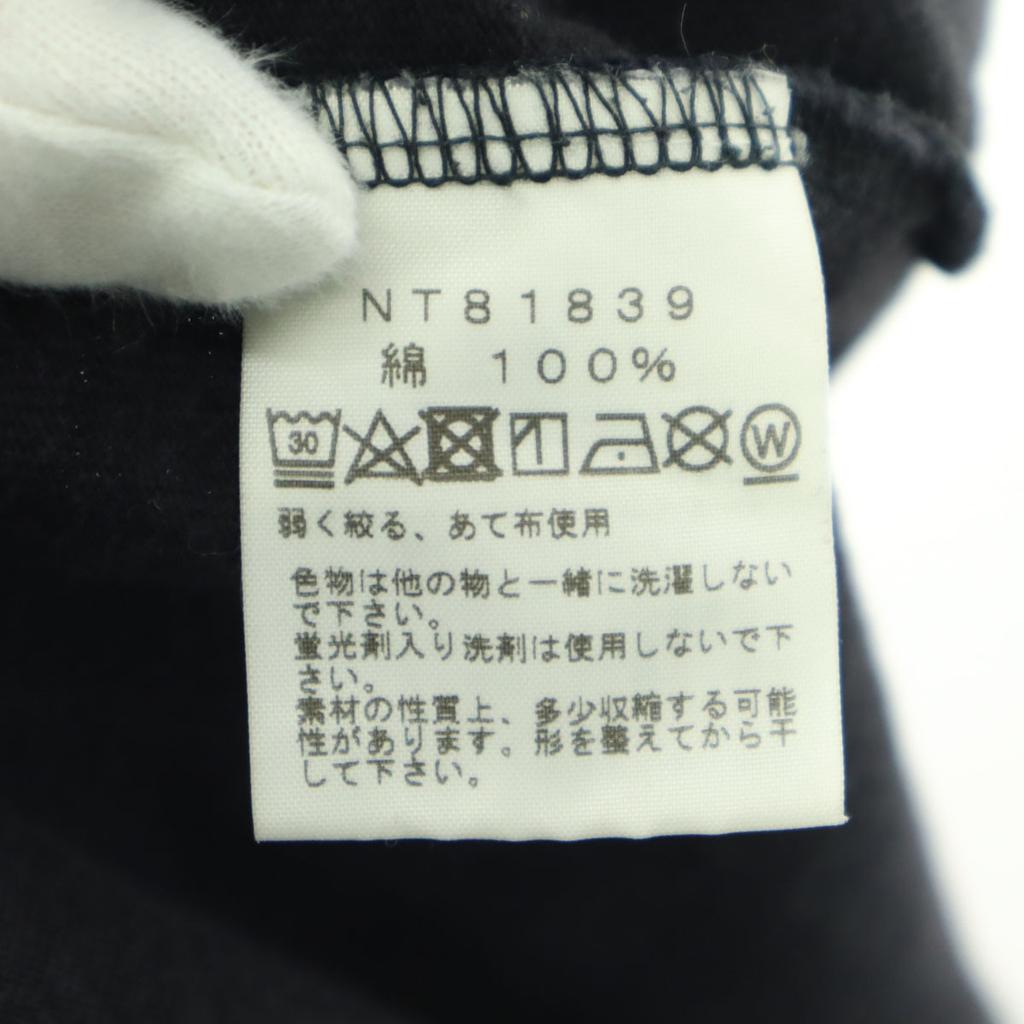 NT81839
綿 100%
30
W
弱く絞る、あて布使用
色物は他の物と一緒に洗濯しない
で下さい。
蛍光剤入り洗剤は使用しないで下
さい。
素材の性質上、多少収縮する可能
性があります。形を整えてから干
して下さい。